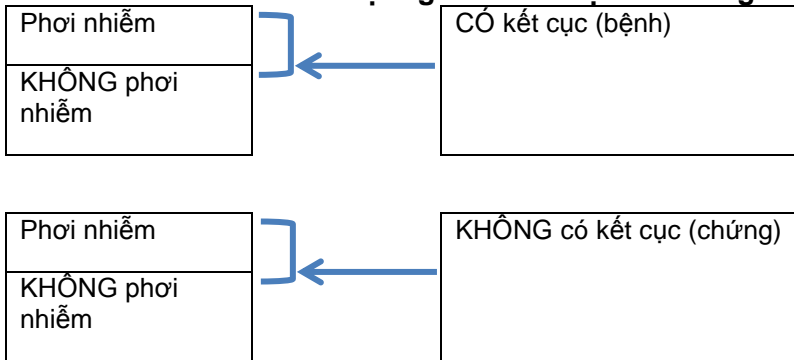 Phơi nhiễm
CÓ kết cục (bệnh)
KHÔNG phơi
nhiễm
Phơi nhiễm
KHÔNG có kết cục (chứng)
KHÔNG phơi
nhiễm